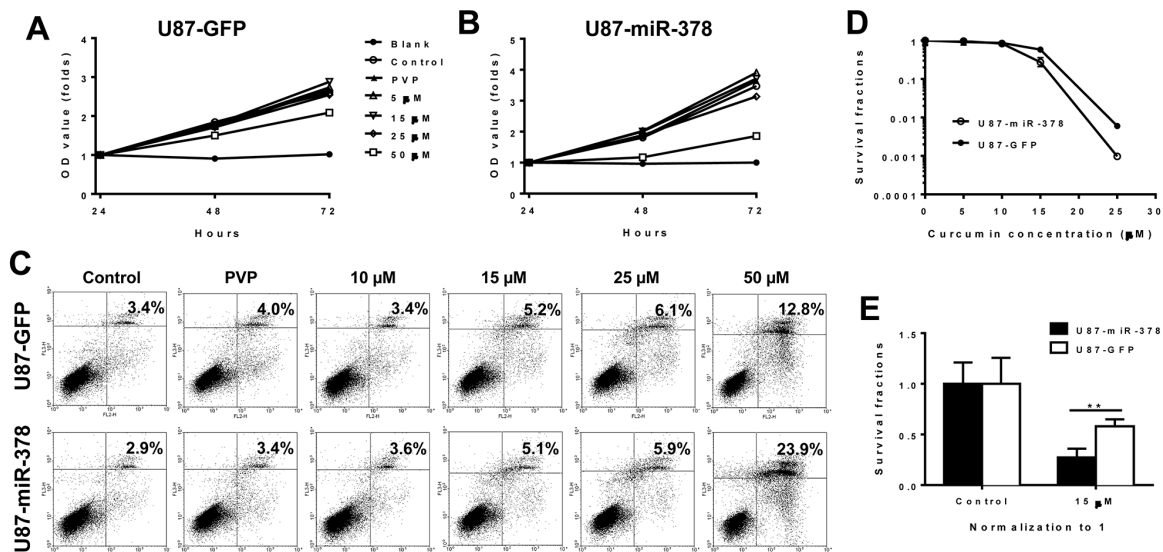 A
U87-GFP
OD value (folds)
4
3
2
1
0
24 48 72
Hours
Blank
Control
PVP
5 µM
15 µM
25 µM
50 µM
B
U87-miR-378
OD value (folds)
5
4
3
2
1
0
24 48 72
Hours
D
Survival fractions
1
0.1
0.01
0.001
0.0001
U87-miR-378
U87-GFP
0 5 10 15 20 25 30
Curcumin concentration (µM)
C
Control PVP 10 µM 15 µM 25 µM 50 µM
U87-GFP
3.4% 4.0% 3.4% 5.2% 6.1% 12.8%
FL3-H
FL2-H
U87-miR-378
2.9% 3.4% 3.6% 5.1% 5.9% 23.9%
FL3-H
FL2-H
E
Survival fractions
1.5
1.0
0.5
0.0
U87-miR-378
U87-GFP
**
Control 15 µM
Normalization to 1